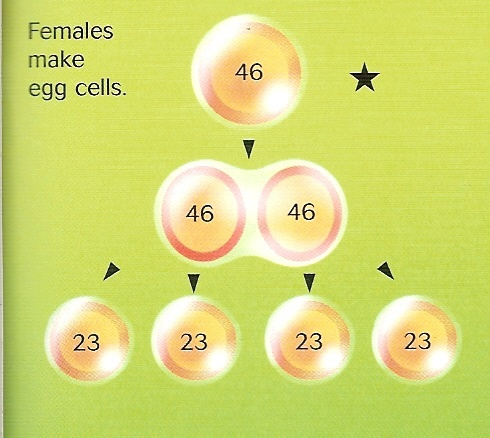 Females
make
egg cells.
46
46 46
23 23 23 23